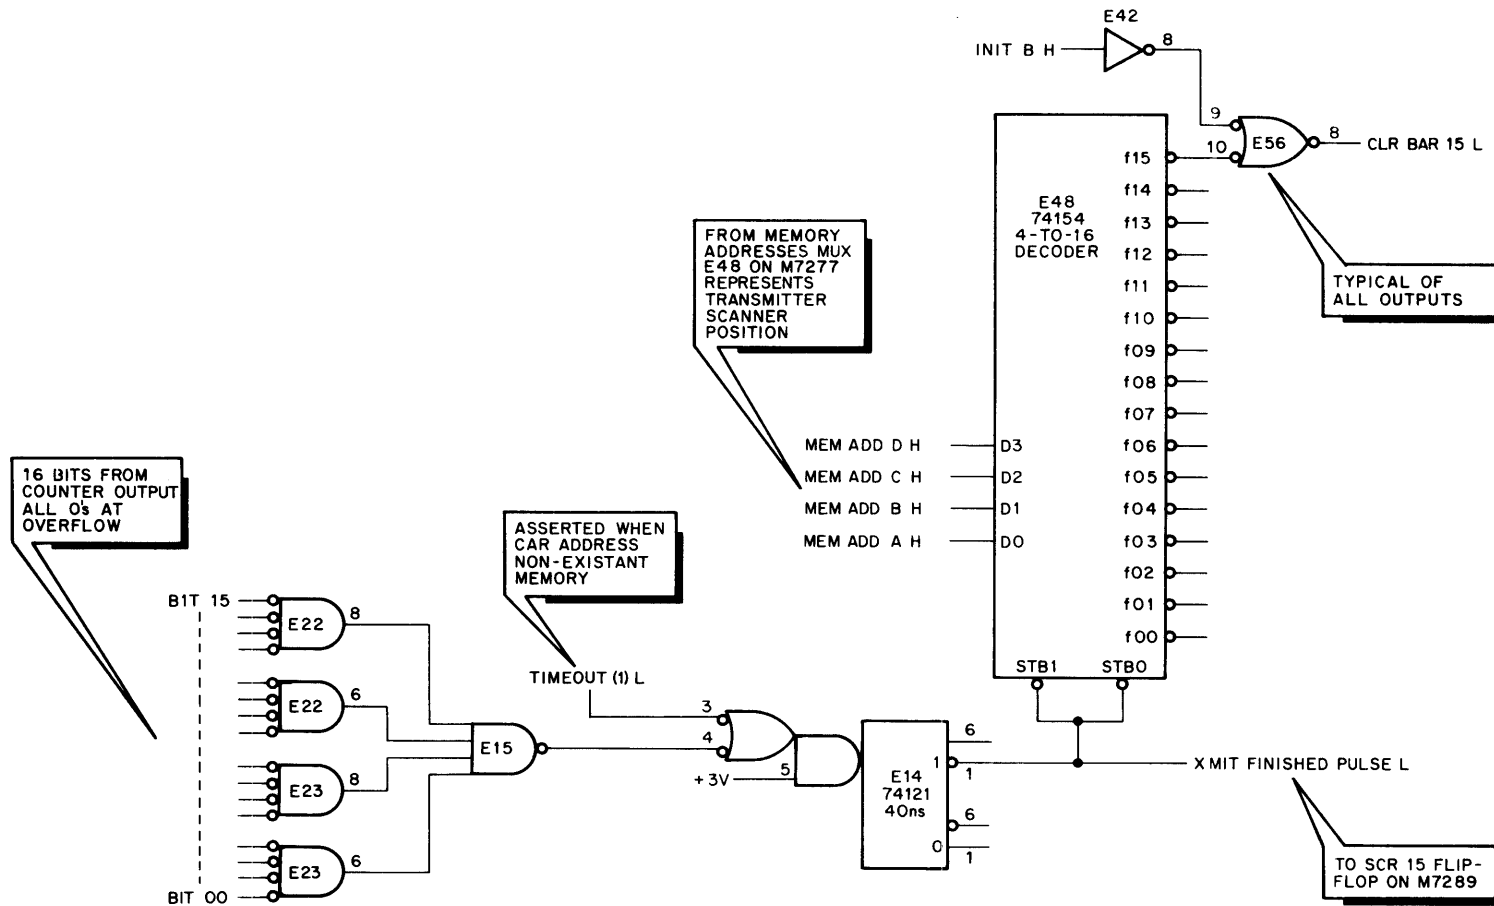 E42
INIT B H
8
9
10
E56
8
CLR BAR 15 L
TYPICAL OF
ALL OUTPUTS
E48
74154
4-TO-16
DECODER
f15
f14
f13
f12
f11
f10
f09
f08
f07
f06
f05
f04
f03
f02
f01
f00
D3
D2
D1
D0
STB1
STB0
FROM MEMORY
ADDRESSES MUX
E48 ON M7277
REPRESENTS
TRANSMITTER
SCANNER
POSITION
MEM ADD D H
MEM ADD C H
MEM ADD B H
MEM ADD A H
16 BITS FROM
COUNTER OUTPUT
ALL 0's AT
OVERFLOW
ASSERTED WHEN
CAR ADDRESS
NON-EXISTANT
MEMORY
BIT 15
E22
8
E22
6
E23
8
E23
6
BIT 00
E15
TIMEOUT (1) L
3
4
5
+3V
E14
74121
40ns
6
1
1
6
0
1
XMIT FINISHED PULSE L
TO SCR 15 FLIP-
FLOP ON M7289